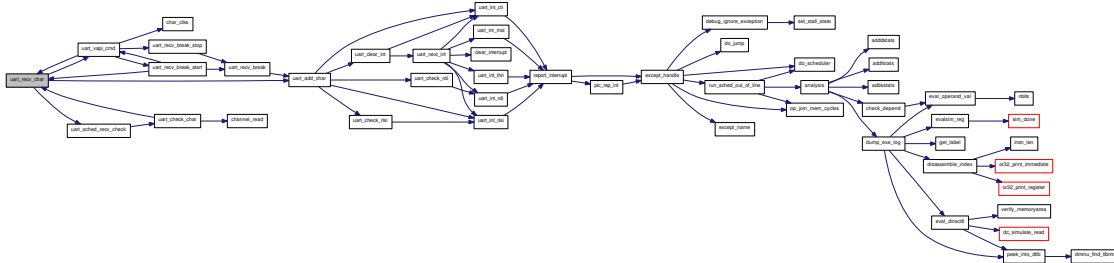 uart_recv_char
uart_vapi_cmd
uart_sched_recv_check
char_clks
uart_recv_break_stop
uart_recv_break_start
uart_check_char
uart_recv_break
channel_read
uart_add_char
uart_clear_int
uart_check_rdi
uart_check_rlsi
uart_next_int
uart_int_cti
uart_int_msi
clear_interrupt
uart_int_thri
uart_int_rdi
uart_int_rlsi
report_interrupt
pic_rep_int
except_handle
debug_ignore_exception
do_jump
run_sched_out_of_line
except_name
set_stall_state
do_scheduler
analysis
op_join_mem_cycles
adddstats
addfstats
addsstats
check_depend
dump_exe_log
eval_operand_val
evalsim_reg
get_label
disassemble_index
eval_direct8
nbits
sim_done
insn_len
or32_print_immediate
or32_print_register
verify_memoryarea
dc_simulate_read
peek_into_dtlb